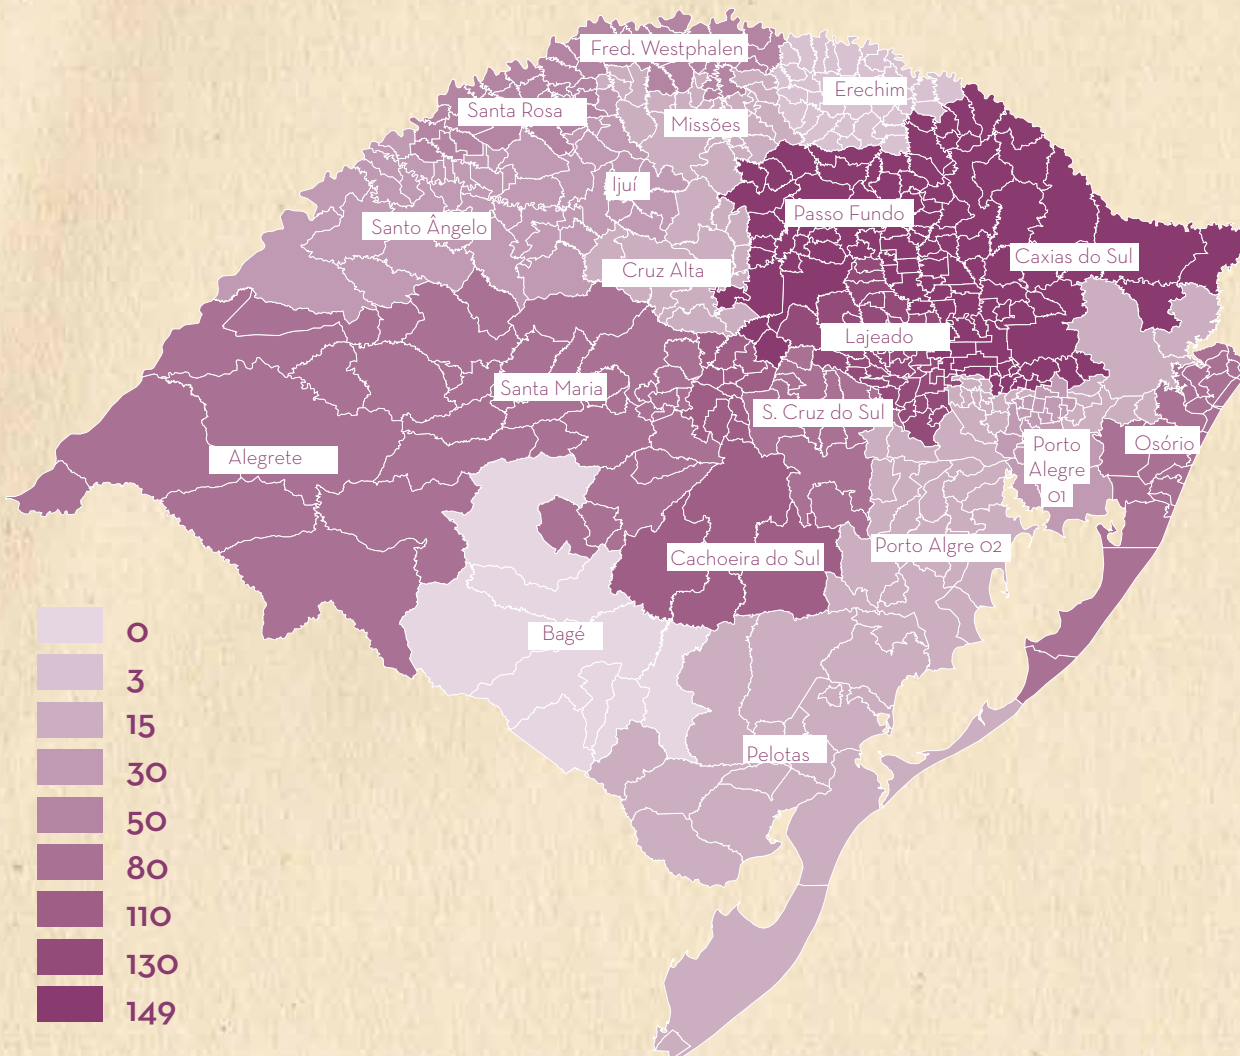 Fred. Westphalen
Erechim
Santa Rosa
Missões
Ijuí
Passo Fundo
Santo Ângelo
Caxias do Sul
Cruz Alta
Lajeado
Santa Maria
S. Cruz do Sul
Alegrete
Porto
Alegre
01
Osório
Porto Algre 02
Cachoeira do Sul
Bagé
Pelotas
0
3
15
30
50
80
110
130
149